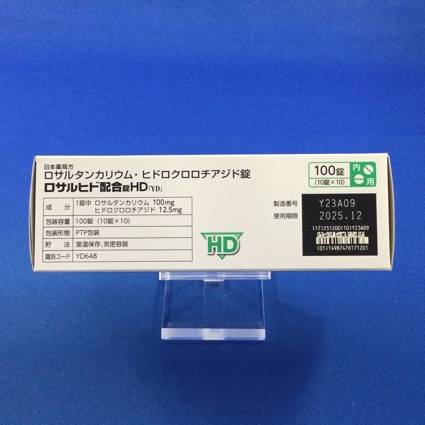 日本薬局方
ロサルタンカリウム・ヒドロクロロチアジド錠
ロサルヒド配合錠HD「YD」
成分 1錠中 ロサルタンカリウム 100mg
ヒドロクロロチアジド 12.5mg
包装容量 100錠(10錠×10)
包装形態 PTP包装
貯法 室温保存、気密容器
識別コード YD648
HD
100錠
(10錠×10)
内用
製造番号 Y23A09
使用期限 2025.12
(17)251200(10)Y23A09
(01)14987476171201